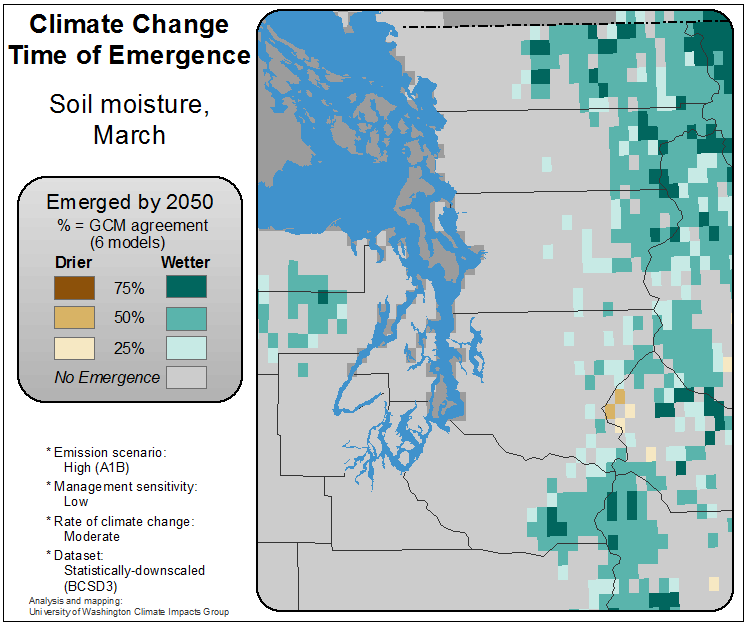 Climate Change
Time of Emergence
Soil moisture,
March
Emerged by 2050
% = GCM agreement
(6 models)
Drier Wetter
75%
50%
25%
No Emergence
* Emission scenario:
High (A1B)
* Management sensitivity:
Low
* Rate of climate change:
Moderate
* Dataset:
Statistically-downscaled
(BCSD3)
Analysis and mapping:
University of Washington Climate Impacts Group